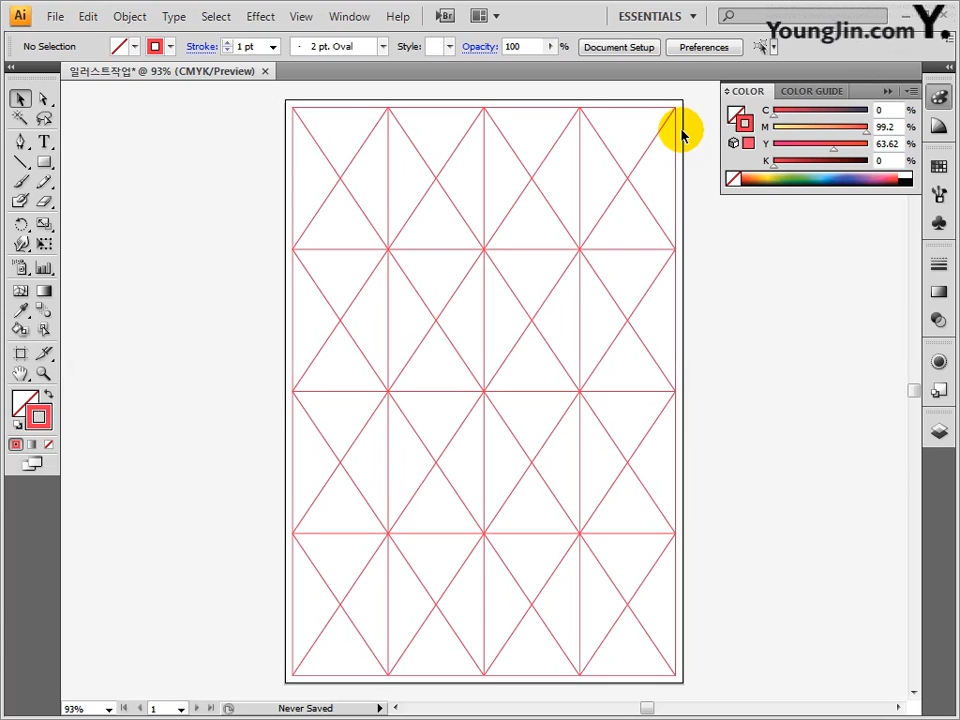 Ai File Edit Object Type Select Effect View Window Help Br ESSENTIALS
YoungJin.com Y.
No Selection Stroke: 1 pt 2 pt. Oval Style: Opacity: 100 % Document Setup Preferences
일러스트작업* @ 93% (CMYK/Preview) ×
COLOR COLOR GUIDE
C 0 %
M 99.2 %
Y 63.62 %
K 0 %
93% 1 Never Saved